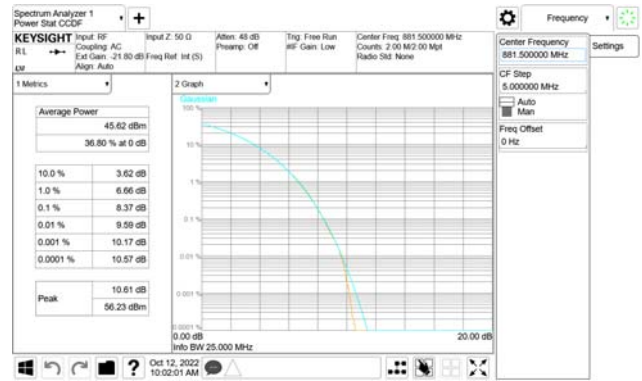 Spectrum Analyzer 1
Power Stat CCDF
+
Frequency
KEYSIGHT
RL
Input: RF
Coupling: AC
Ext Gain: -21.80 dB
Align: Auto
Input Z: 50 Ω
Freq Ref: Int (S)
Atten: 48 dB
Preamp: Off
Trig: Free Run
#IF Gain: Low
Center Freq: 881.500000 MHz
Counts: 2.00 M/2.00 Mpt
Radio Std: None
Center Frequency
881.500000 MHz
Settings
CF Step
5.000000 MHz
Auto
Man
Freq Offset
0 Hz
1 Metrics
2 Graph
Average Power
45.62 dBm
36.80 % at 0 dB
10.0 % 3.62 dB
1.0 % 6.66 dB
0.1 % 8.37 dB
0.01 % 9.59 dB
0.001 % 10.17 dB
0.0001 % 10.57 dB
Peak
10.61 dB
56.23 dBm
Gaussian
100 %
10 %
1 %
0.1 %
0.01 %
0.001 %
0.0001 %
0.00 dB
20.00 dB
Info BW 25.000 MHz
?
Oct 12, 2022
10:02:01 AM